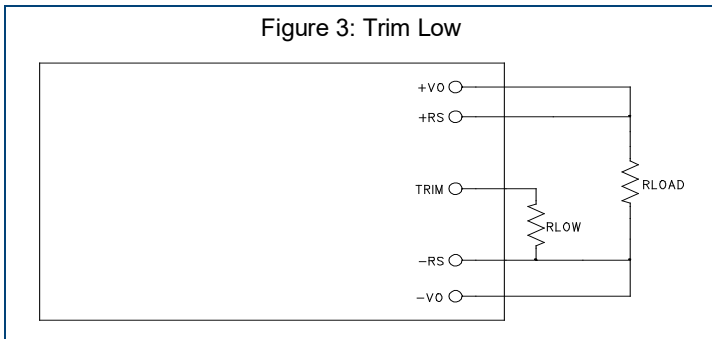 Figure 3: Trim Low
+VO
+RS
TRIM
RLOAD
RLOW
-RS
-VO